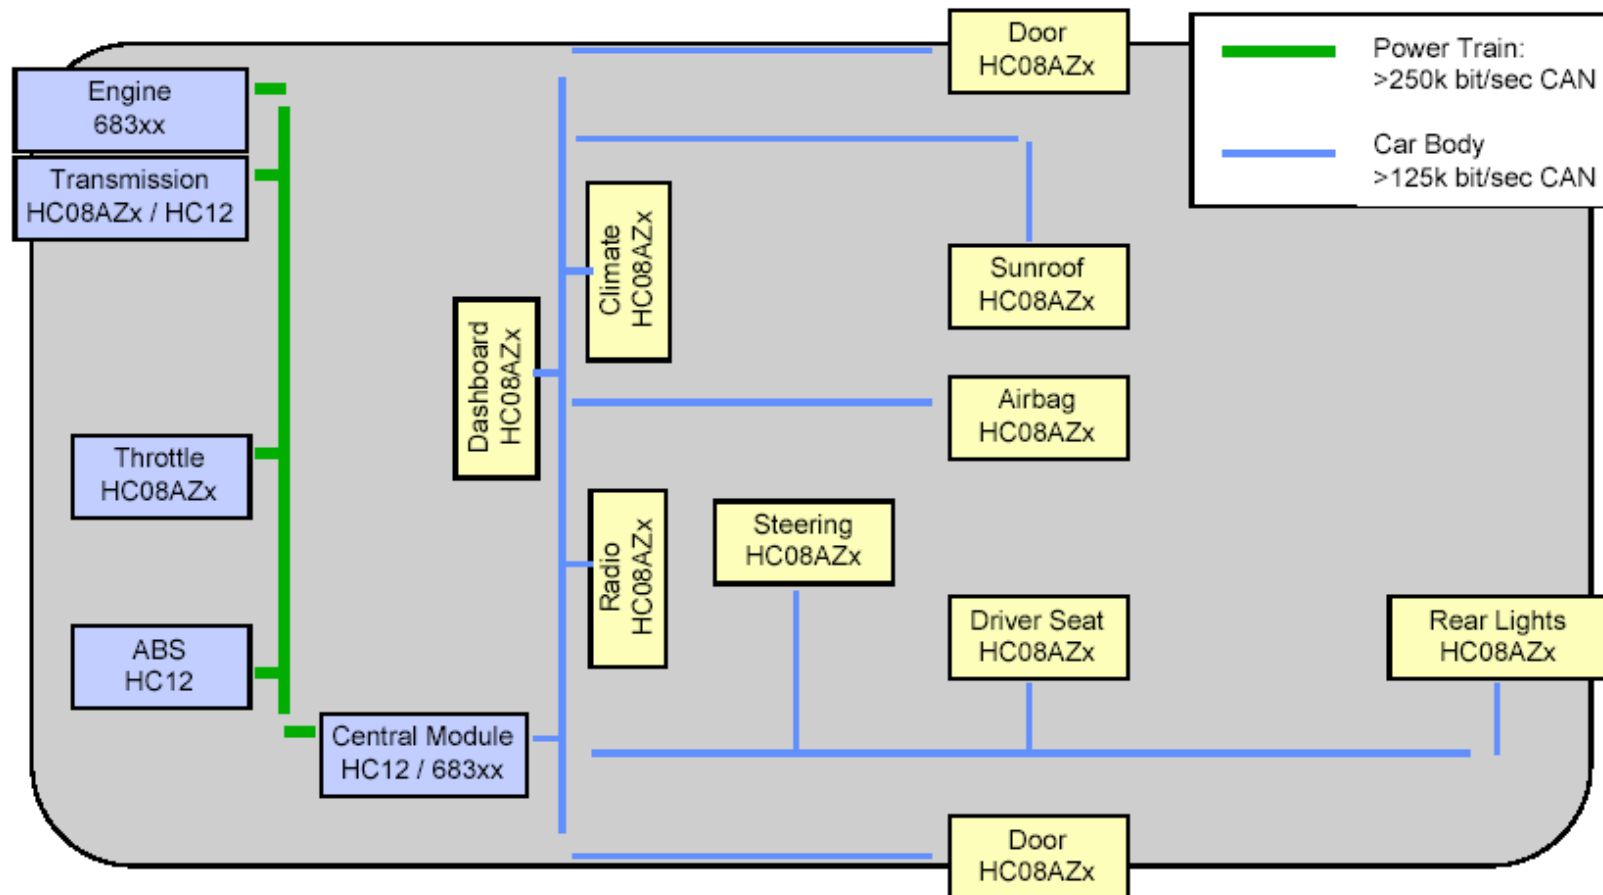 Door
HC08AZx
Power Train:
>250k bit/sec CAN
Car Body
>125k bit/sec CAN
Engine
683xx
Transmission
HC08AZx / HC12
Climate
HC08AZx
Sunroof
HC08AZx
Dashboard
HC08AZx
Airbag
HC08AZx
Throttle
HC08AZx
Radio
HC08AZx
Steering
HC08AZx
Driver Seat
HC08AZx
Rear Lights
HC08AZx
ABS
HC12
Central Module
HC12 / 683xx
Door
HC08AZx